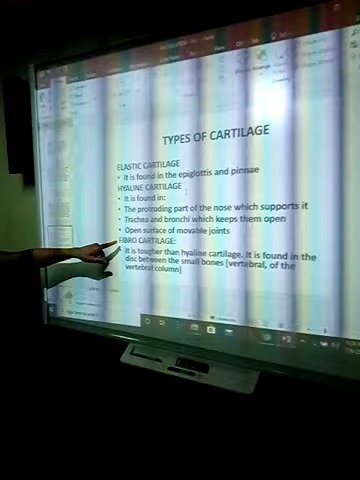 TYPES OF CARTILAGE
ELASTIC CARTILAGE
• It is found in the epiglottis and pinnae
HYALINE CARTILAGE
• It is found in:
• The protruding part of the nose which supports it
• Trachea and bronchi which keeps them open
• Open surface of movable joints
FIBRO CARTILAGE:
• It is tougher than hyaline cartilage. It is found in the
disc between the small bones [vertebral, of the
vertebral column]